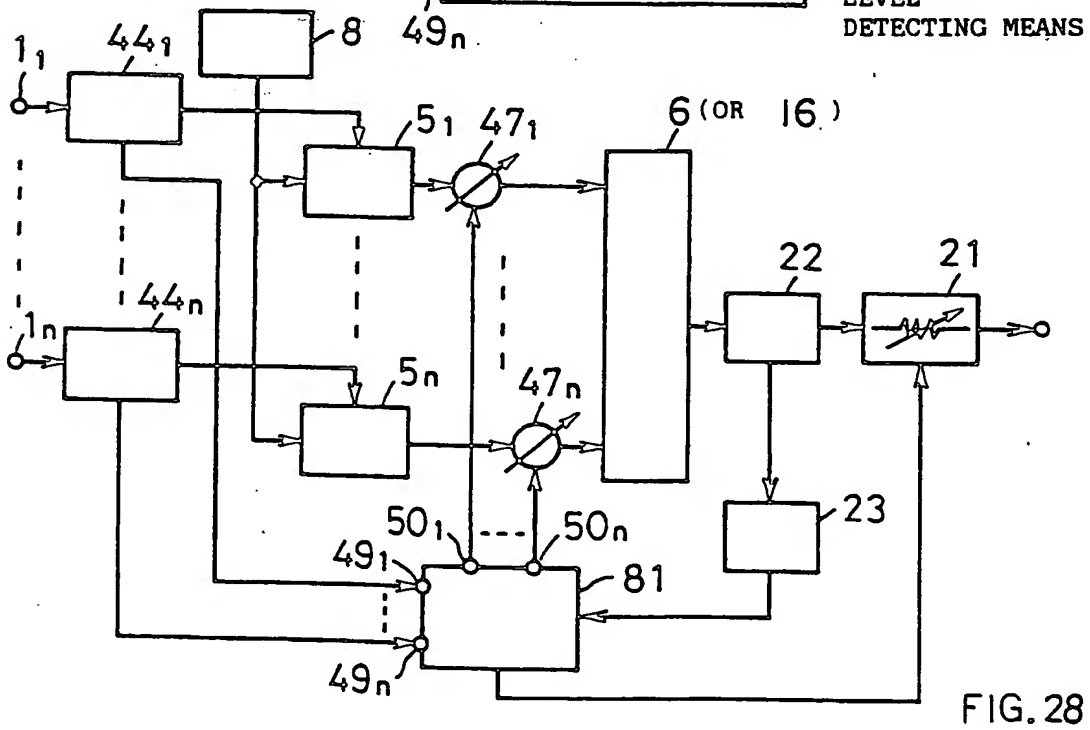 LEVEL
DETECTING MEANS
49n
8
1₁
44₁
5₁
47₁
6 (OR 16.)
44n
1n
5n
47n
22
21
23
50₁
50n
49₁
81
49n
FIG. 28